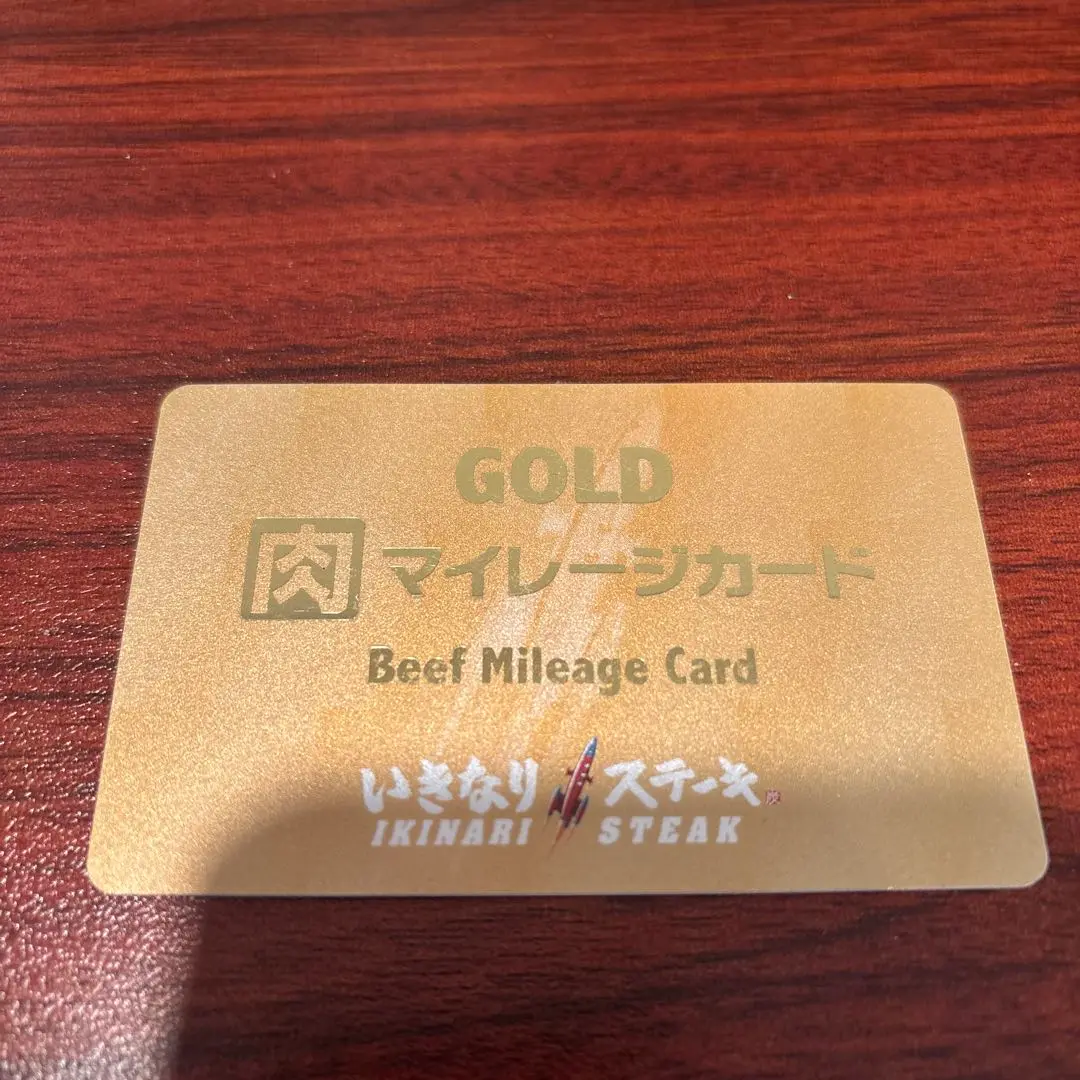 GOLD
肉 マイレージカード
Beef Mileage Card
いきなりステーキ
IKINARI STEAK